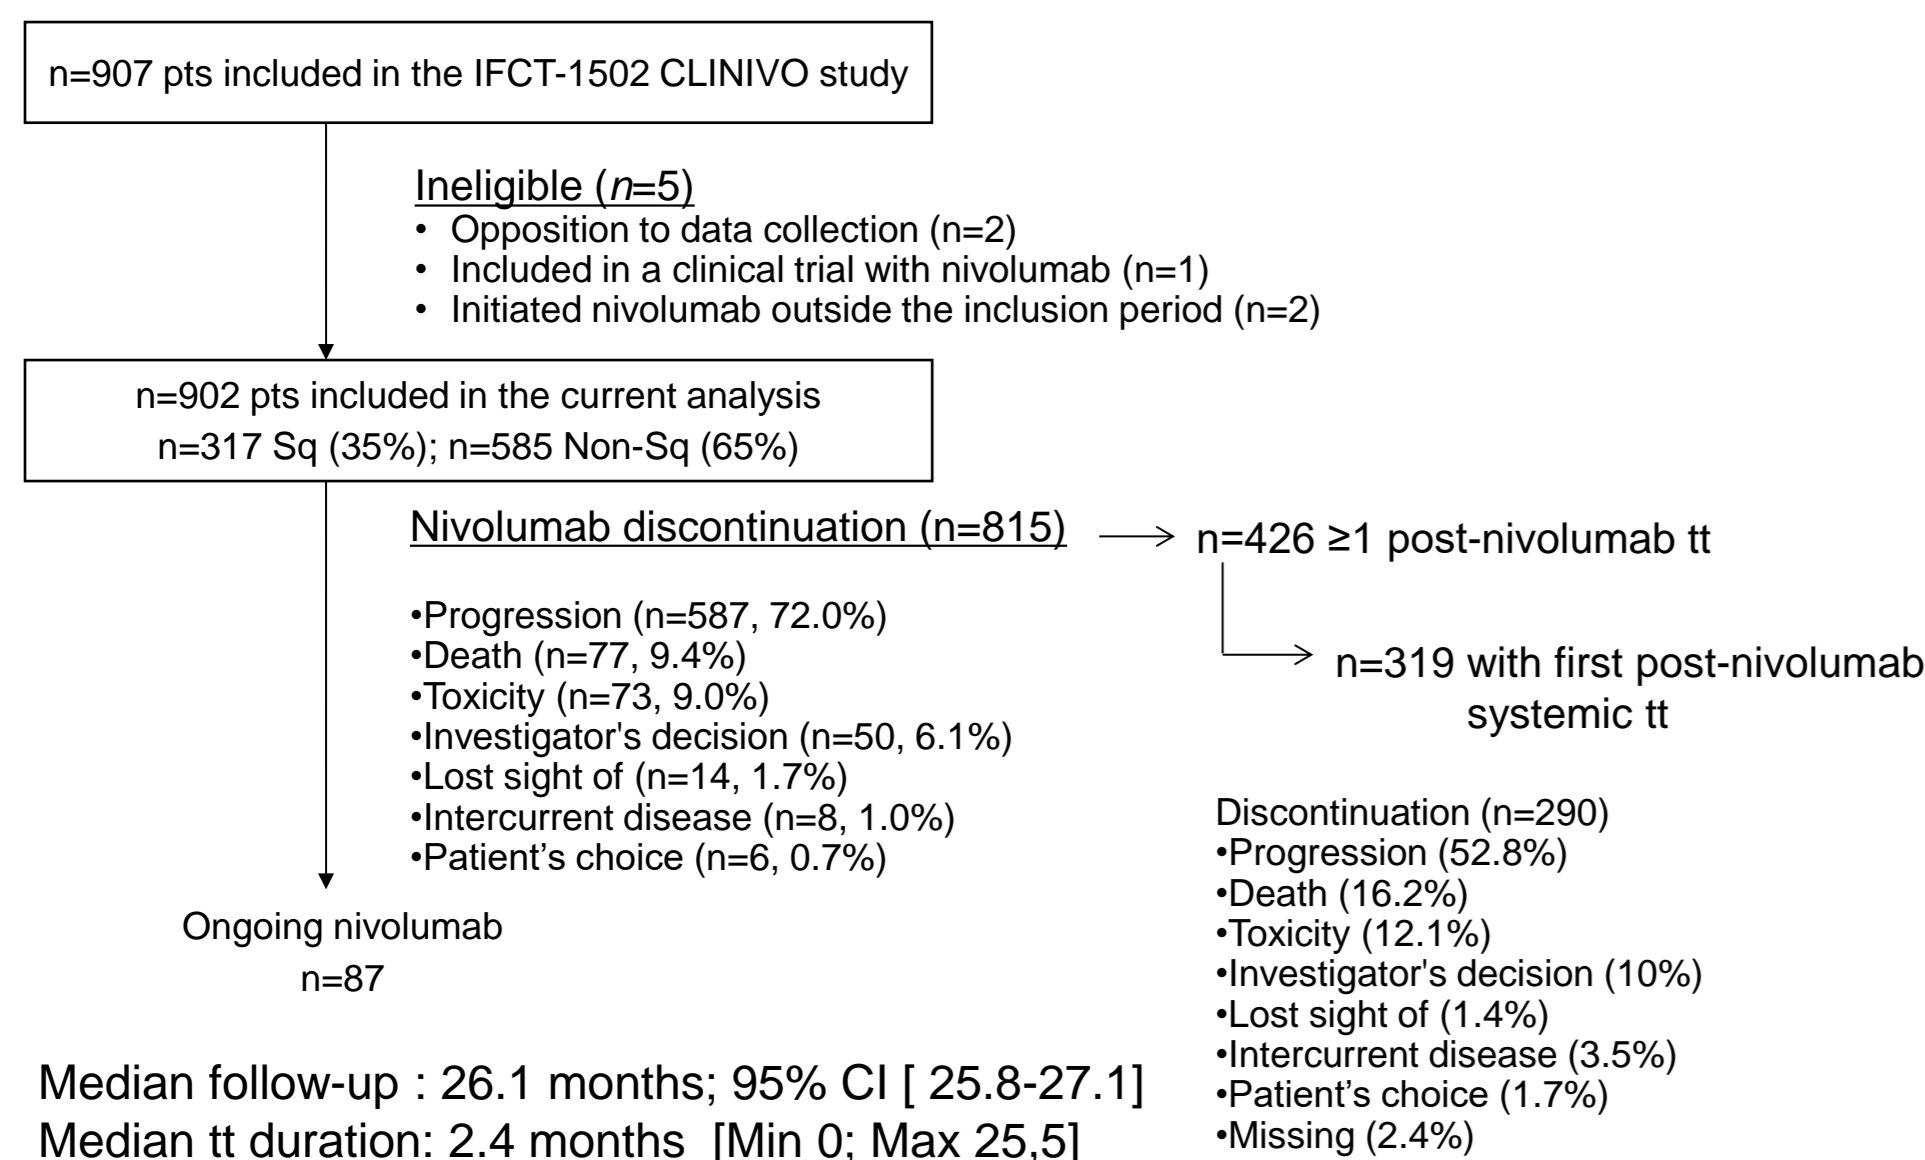 n=907 pts included in the IFCT-1502 CLINIVO study
Ineligible (n=5)
• Opposition to data collection (n=2)
• Included in a clinical trial with nivolumab (n=1)
• Initiated nivolumab outside the inclusion period (n=2)
n=902 pts included in the current analysis
n=317 Sq (35%); n=585 Non-Sq (65%)
Nivolumab discontinuation (n=815)
•Progression (n=587, 72.0%)
•Death (n=77, 9.4%)
•Toxicity (n=73, 9.0%)
•Investigator's decision (n=50, 6.1%)
•Lost sight of (n=14, 1.7%)
•Intercurrent disease (n=8, 1.0%)
•Patient’s choice (n=6, 0.7%)
n=426 ≥1 post-nivolumab tt
n=319 with first post-nivolumab
systemic tt
Discontinuation (n=290)
•Progression (52.8%)
•Death (16.2%)
•Toxicity (12.1%)
•Investigator's decision (10%)
•Lost sight of (1.4%)
•Intercurrent disease (3.5%)
•Patient’s choice (1.7%)
•Missing (2.4%)
Ongoing nivolumab
n=87
Median follow-up : 26.1 months; 95% CI [ 25.8-27.1]
Median tt duration: 2.4 months [Min 0; Max 25,5]